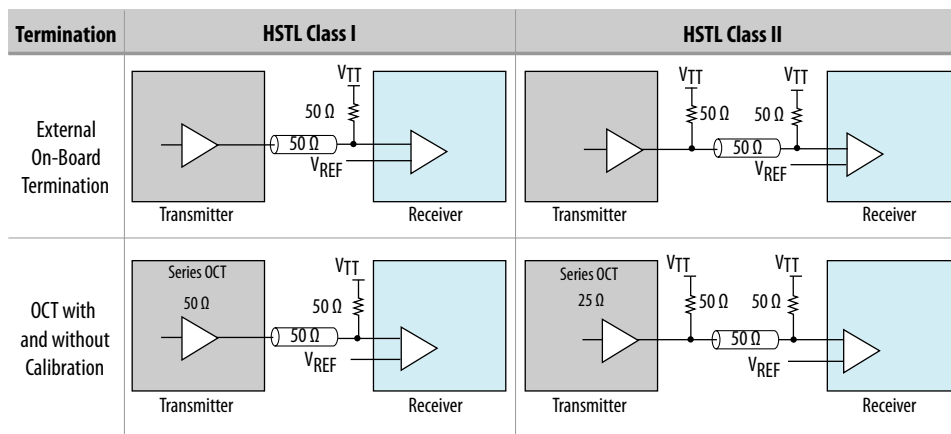 Termination
HSTL Class I
HSTL Class II
External
On-Board
Termination
VTT
50 Ω
50 Ω
VREF
Transmitter
Receiver
VTT
VTT
50 Ω
50 Ω
50 Ω
VREF
Transmitter
Receiver
OCT with
and without
Calibration
Series OCT
50 Ω
VTT
50 Ω
50 Ω
VREF
Transmitter
Receiver
Series OCT
25 Ω
VTT
VTT
50 Ω
50 Ω
50 Ω
VREF
Transmitter
Receiver